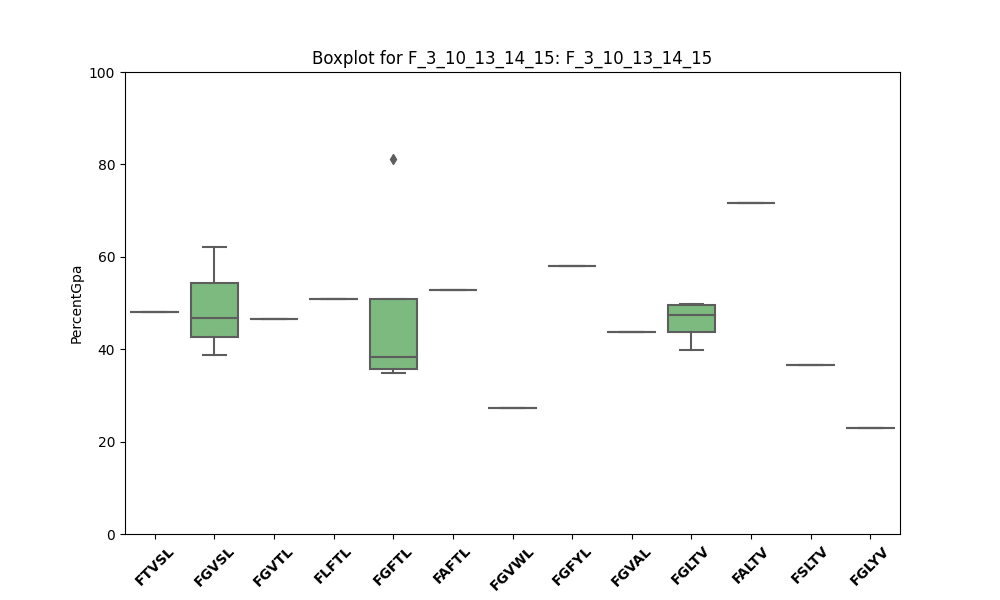 Boxplot for F_3_10_13_14_15: F_3_10_13_14_15
PercentGpa
100
80
60
40
20
0
FTVSL
FGVSL
FGVTL
FLFTL
FGFTL
FAFTL
FGVWL
FGFYL
FGVAL
FGLTV
FALTV
FSLTV
FGLYV